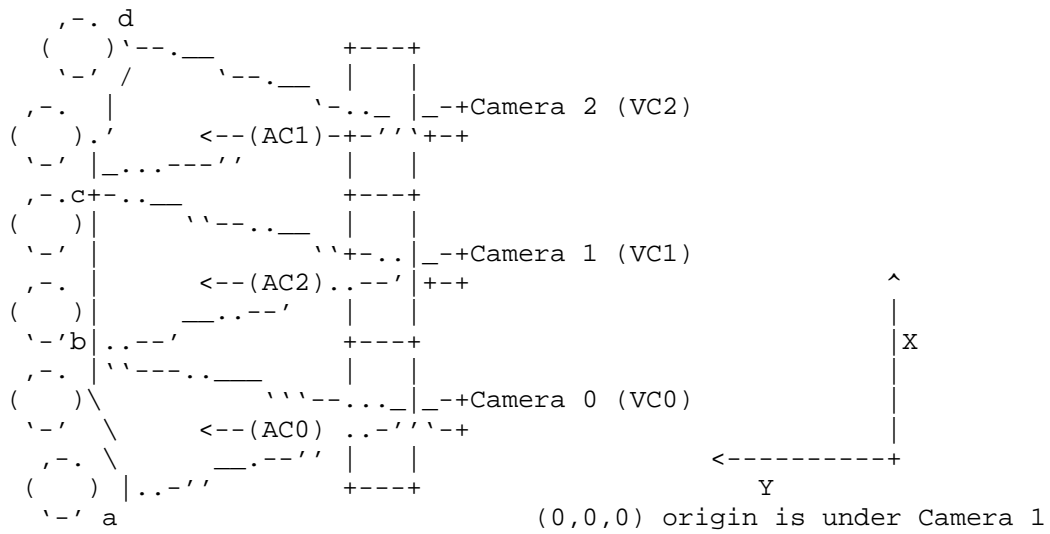 d
Camera 2 (VC2)
(AC1)
c
Camera 1 (VC1)
(AC2)
b X
Camera 0 (VC0)
(AC0)
Y
a (0,0,0) origin is under Camera 1